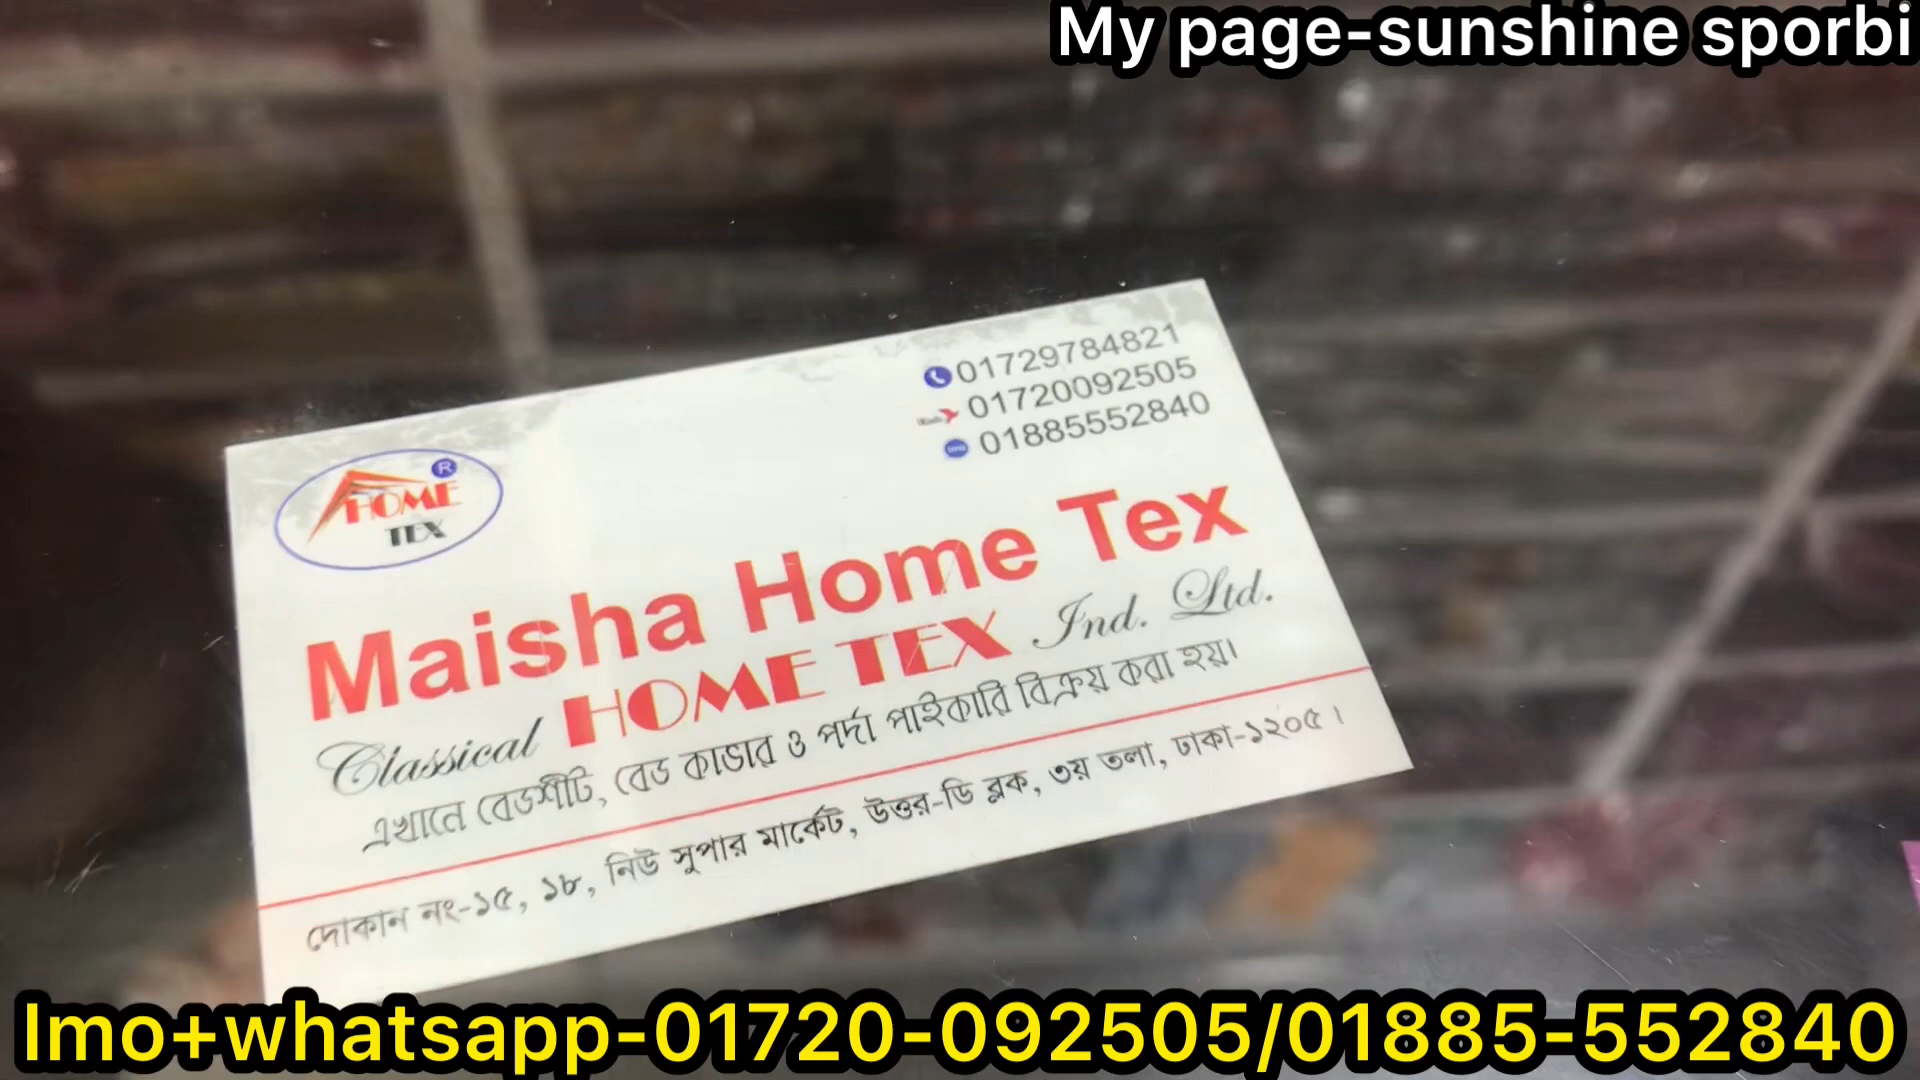 My page-sunshine sporbi
01729784821
01720092505
01885552840
HOME
TEX
R
Maisha Home Tex
Classical HOME TEX Ind. Ltd.
এখানে বেডশীট, বেড কাভার ও পর্দা পাইকারি বিক্রয় করা হয়।
দোকান নং-১৫, ১৮, নিউ সুপার মার্কেট, উত্তর-ডি ব্লক, ৩য় তলা, ঢাকা-১২০৫।
Imo+whatsapp-01720-092505/01885-552840